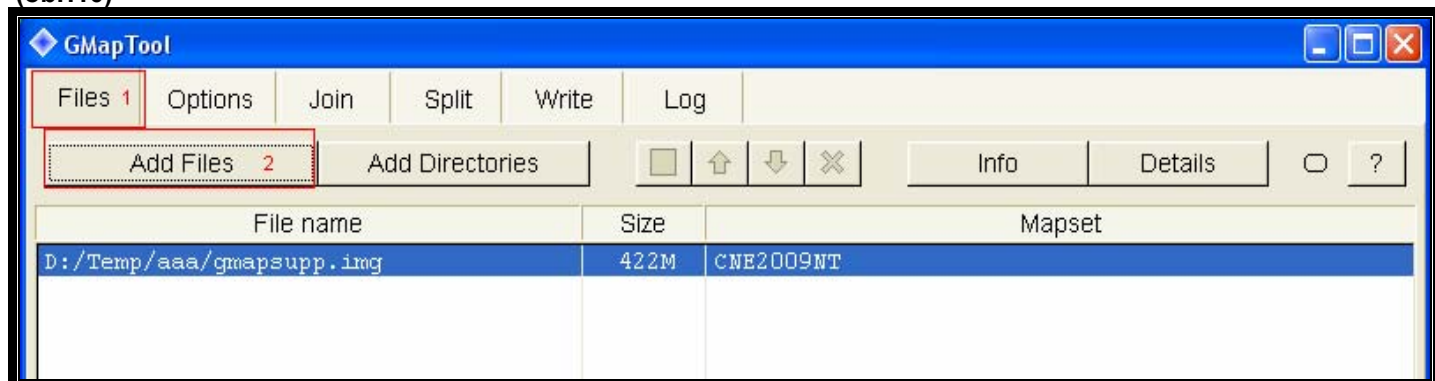 GMapTool
Files 1 Options Join Split Write Log
Add Files 2 Add Directories Info Details ?
File name Size Mapset
D:/Temp/aaa/gmapsupp.img 422M CNE2009NT